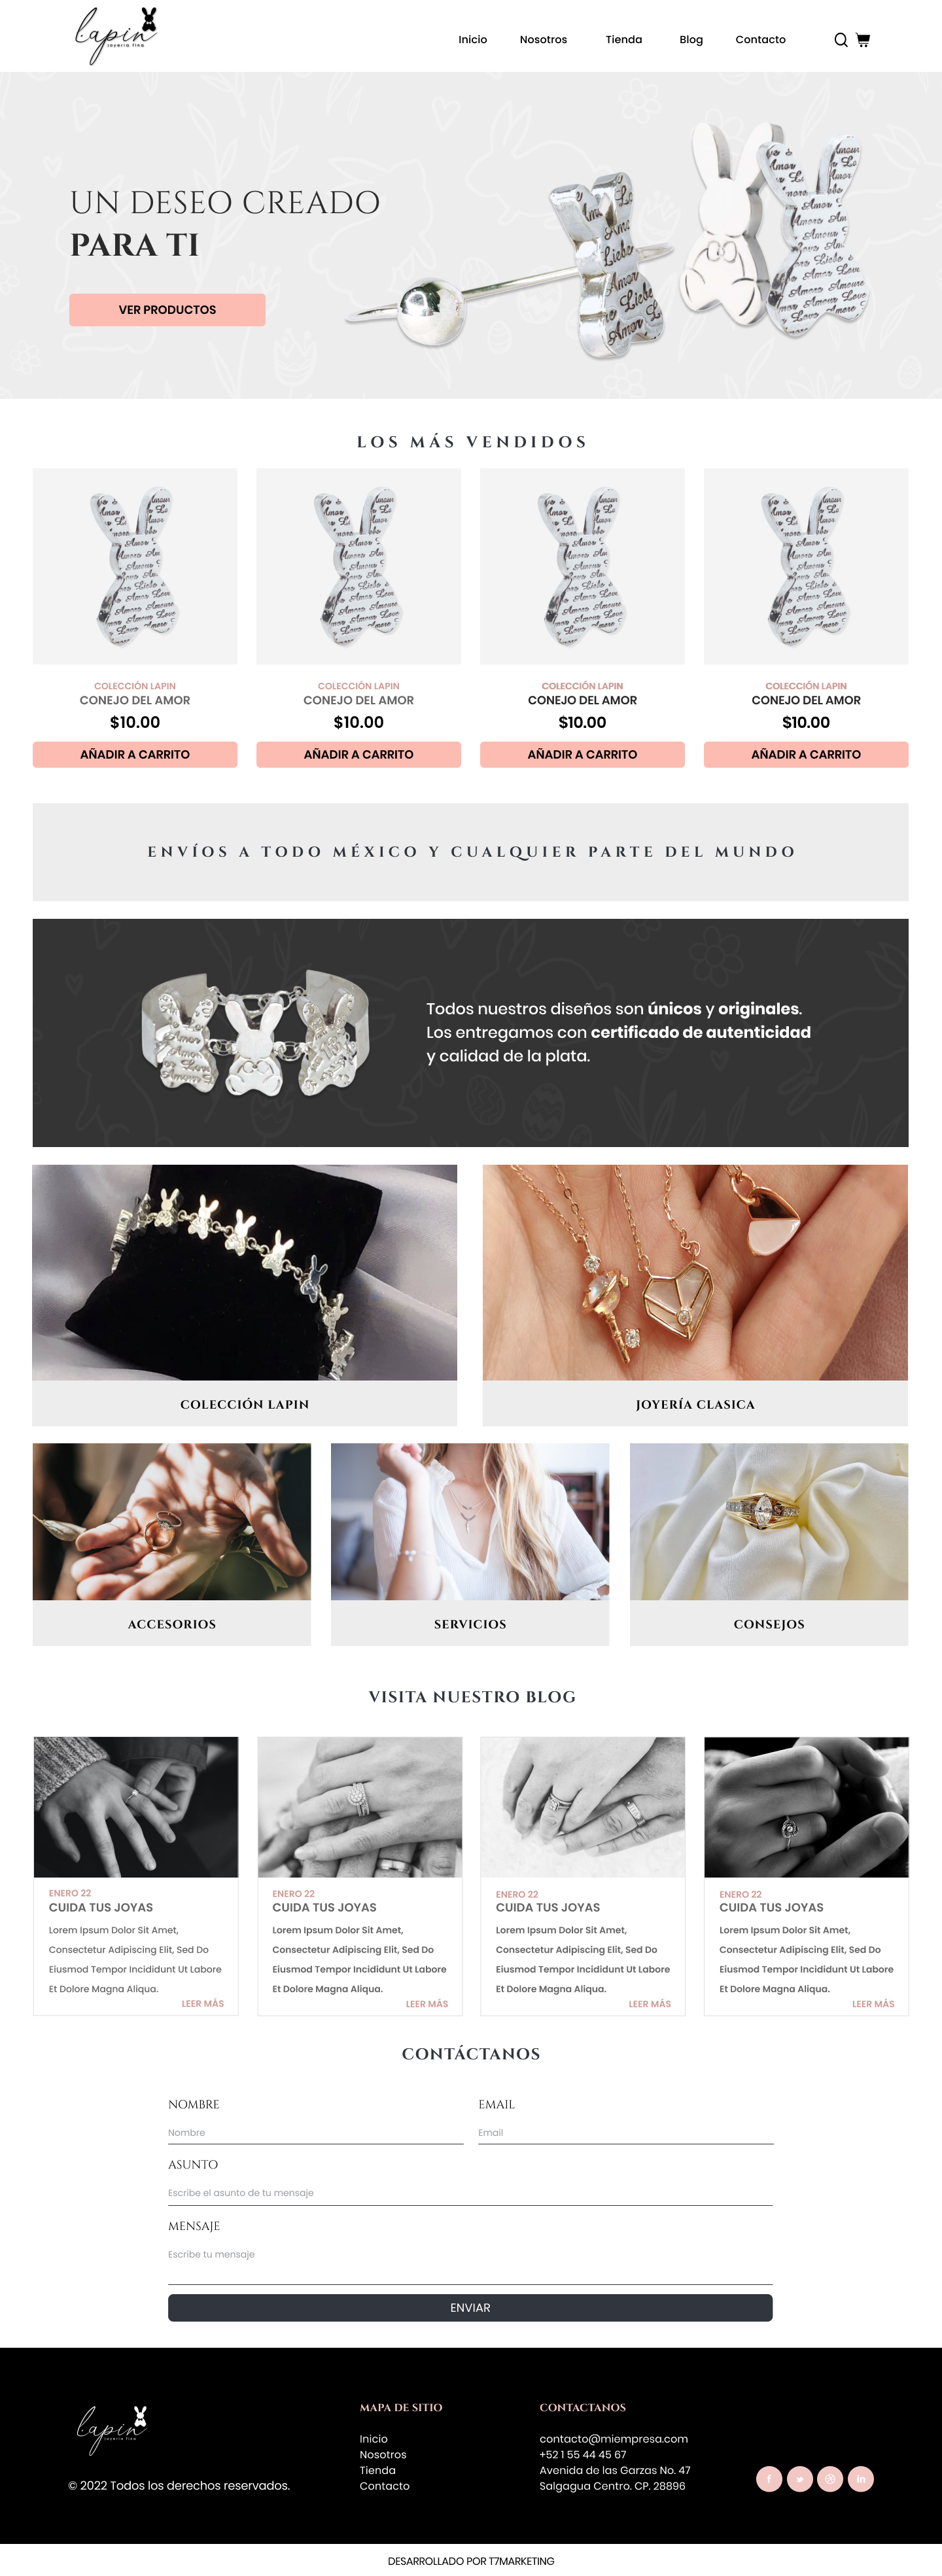 lapin
joyería fina
Inicio Nosotros Tienda Blog Contacto
UN DESEO CREADO
PARA TI
VER PRODUCTOS
LOS MÁS VENDIDOS
COLECCIÓN LAPIN
CONEJO DEL AMOR
$10.00
AÑADIR A CARRITO
COLECCIÓN LAPIN
CONEJO DEL AMOR
$10.00
AÑADIR A CARRITO
COLECCIÓN LAPIN
CONEJO DEL AMOR
$10.00
AÑADIR A CARRITO
COLECCIÓN LAPIN
CONEJO DEL AMOR
$10.00
AÑADIR A CARRITO
ENVÍOS A TODO MÉXICO Y CUALQUIER PARTE DEL MUNDO
Todos nuestros diseños son únicos y originales.
Los entregamos con certificado de autenticidad
y calidad de la plata.
COLECCIÓN LAPIN
JOYERÍA CLASICA
ACCESORIOS
SERVICIOS
CONSEJOS
VISITA NUESTRO BLOG
ENERO 22
CUIDA TUS JOYAS
Lorem Ipsum Dolor Sit Amet,
Consectetur Adipiscing Elit, Sed Do
Eiusmod Tempor Incididunt Ut Labore
Et Dolore Magna Aliqua.
LEER MÁS
ENERO 22
CUIDA TUS JOYAS
Lorem Ipsum Dolor Sit Amet,
Consectetur Adipiscing Elit, Sed Do
Eiusmod Tempor Incididunt Ut Labore
Et Dolore Magna Aliqua.
LEER MÁS
ENERO 22
CUIDA TUS JOYAS
Lorem Ipsum Dolor Sit Amet,
Consectetur Adipiscing Elit, Sed Do
Eiusmod Tempor Incididunt Ut Labore
Et Dolore Magna Aliqua.
LEER MÁS
ENERO 22
CUIDA TUS JOYAS
Lorem Ipsum Dolor Sit Amet,
Consectetur Adipiscing Elit, Sed Do
Eiusmod Tempor Incididunt Ut Labore
Et Dolore Magna Aliqua.
LEER MÁS
CONTÁCTANOS
NOMBRE
Nombre
EMAIL
Email
ASUNTO
Escribe el asunto de tu mensaje
MENSAJE
Escribe tu mensaje
ENVIAR
lapin
joyería fina
© 2022 Todos los derechos reservados.
MAPA DE SITIO
Inicio
Nosotros
Tienda
Contacto
CONTACTANOS
contacto@miempresa.com
+52 1 55 44 45 67
Avenida de las Garzas No. 47
Salgagua Centro. CP. 28896
DESARROLLADO POR T7MARKETING